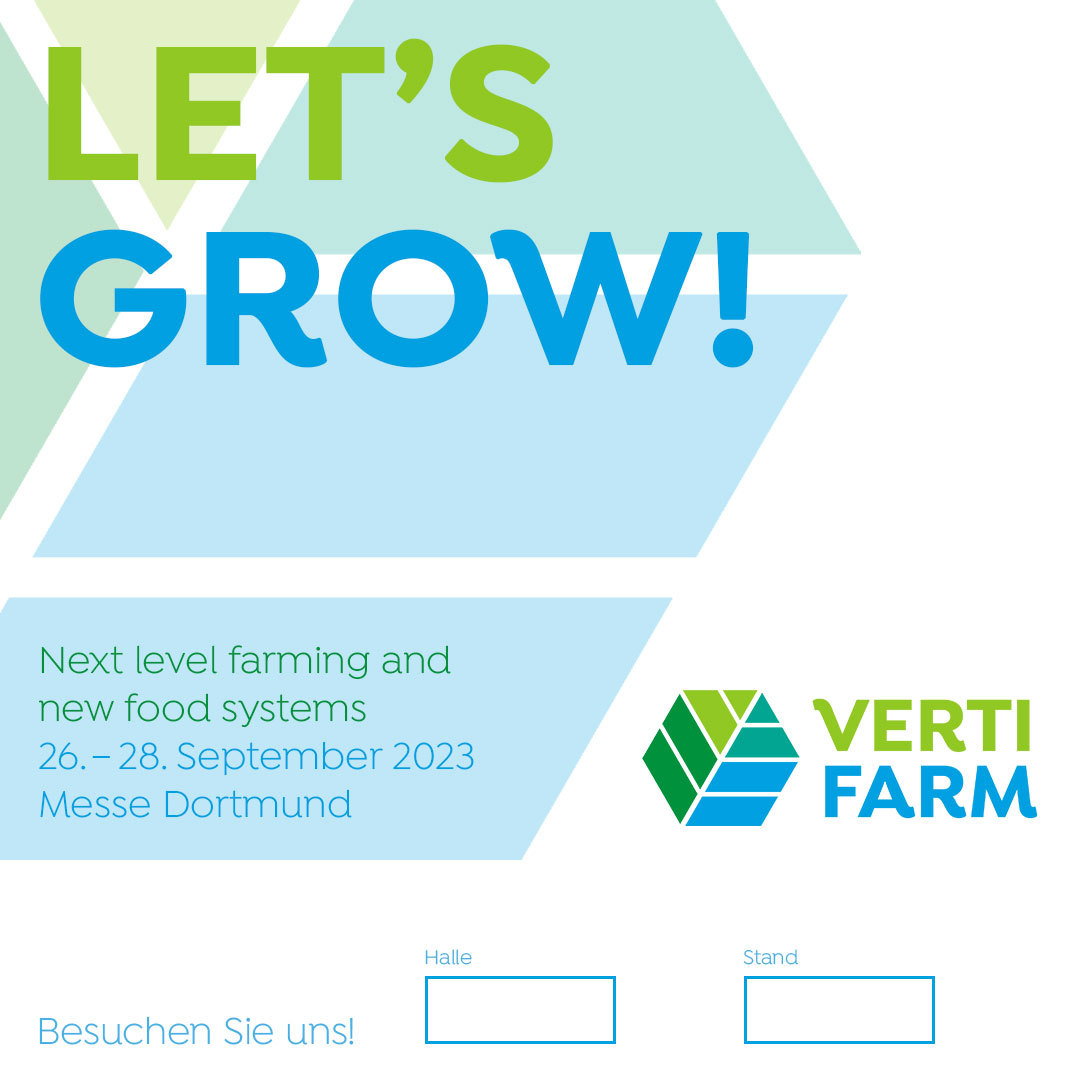 LET’S
GROW!
Next level farming and
new food systems
26. – 28. September 2023
Messe Dortmund
VERTI
FARM
Halle
Stand
Besuchen Sie uns!